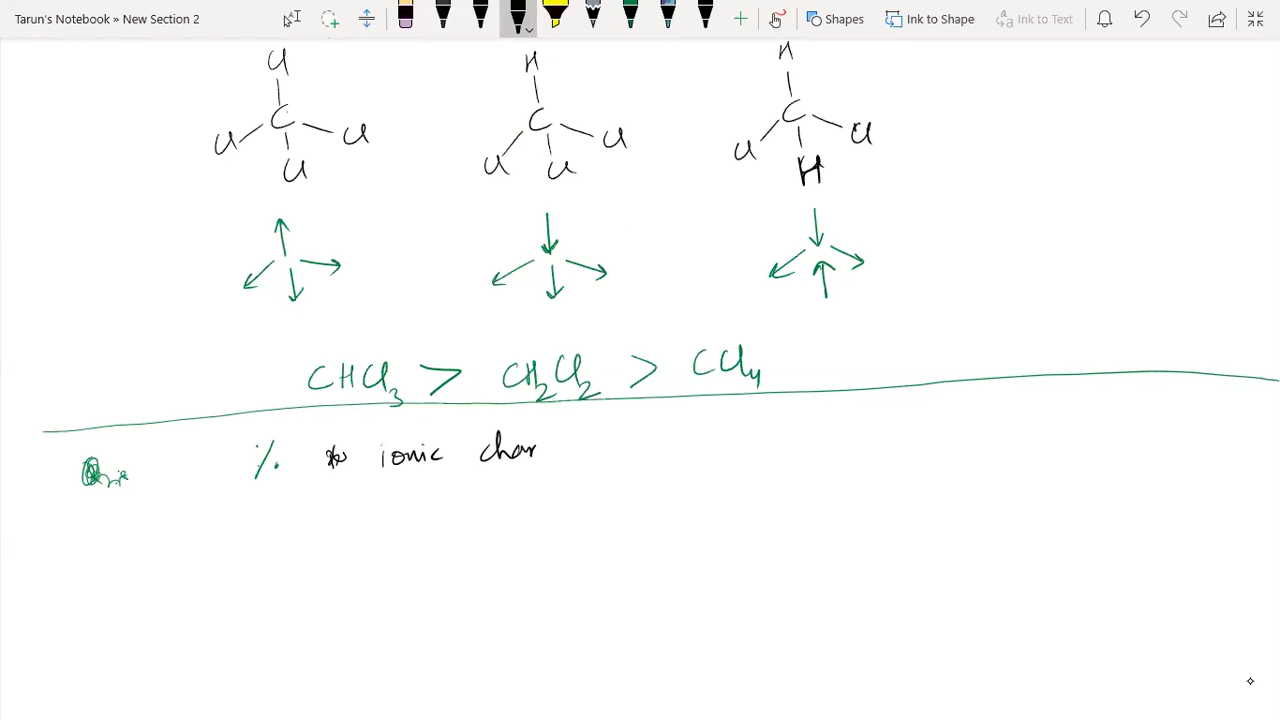 Tarun's Notebook » New Section 2
Shapes Ink to Shape Ink to Text
Cl H H
C C C
Cl Cl Cl Cl Cl Cl
Cl Cl H
CHCl3 > CH2Cl2 > CCl4
% ionic char